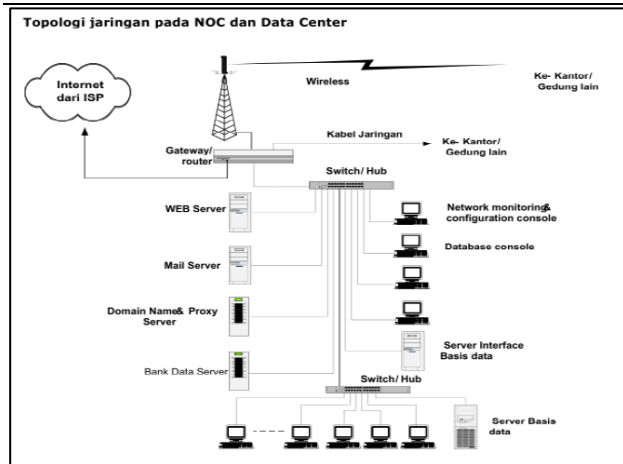 Topologi jaringan pada NOC dan Data Center
Internet
dari ISP
Wireless
Ke- Kantor/
Gedung lain
Kabel Jaringan
Ke- Kantor/
Gedung lain
Gateway/
router
Switch/ Hub
WEB Server
Network monitoring&
configuration console
Mail Server
Database console
Domain Name& Proxy
Server
Server Interface
Basis data
Bank Data Server
Switch/ Hub
Server Basis
data